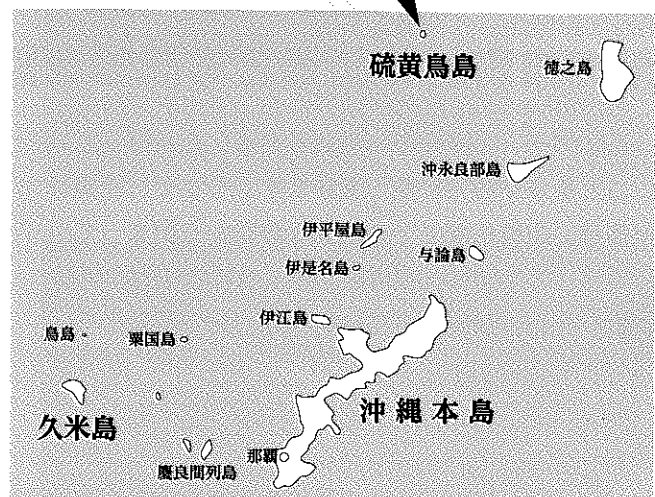 硫黄鳥島
徳之島
沖永良部島
伊平屋島
与論島
伊是名島
伊江島
鳥島
粟国島
久米島
沖縄本島
那覇
慶良間列島